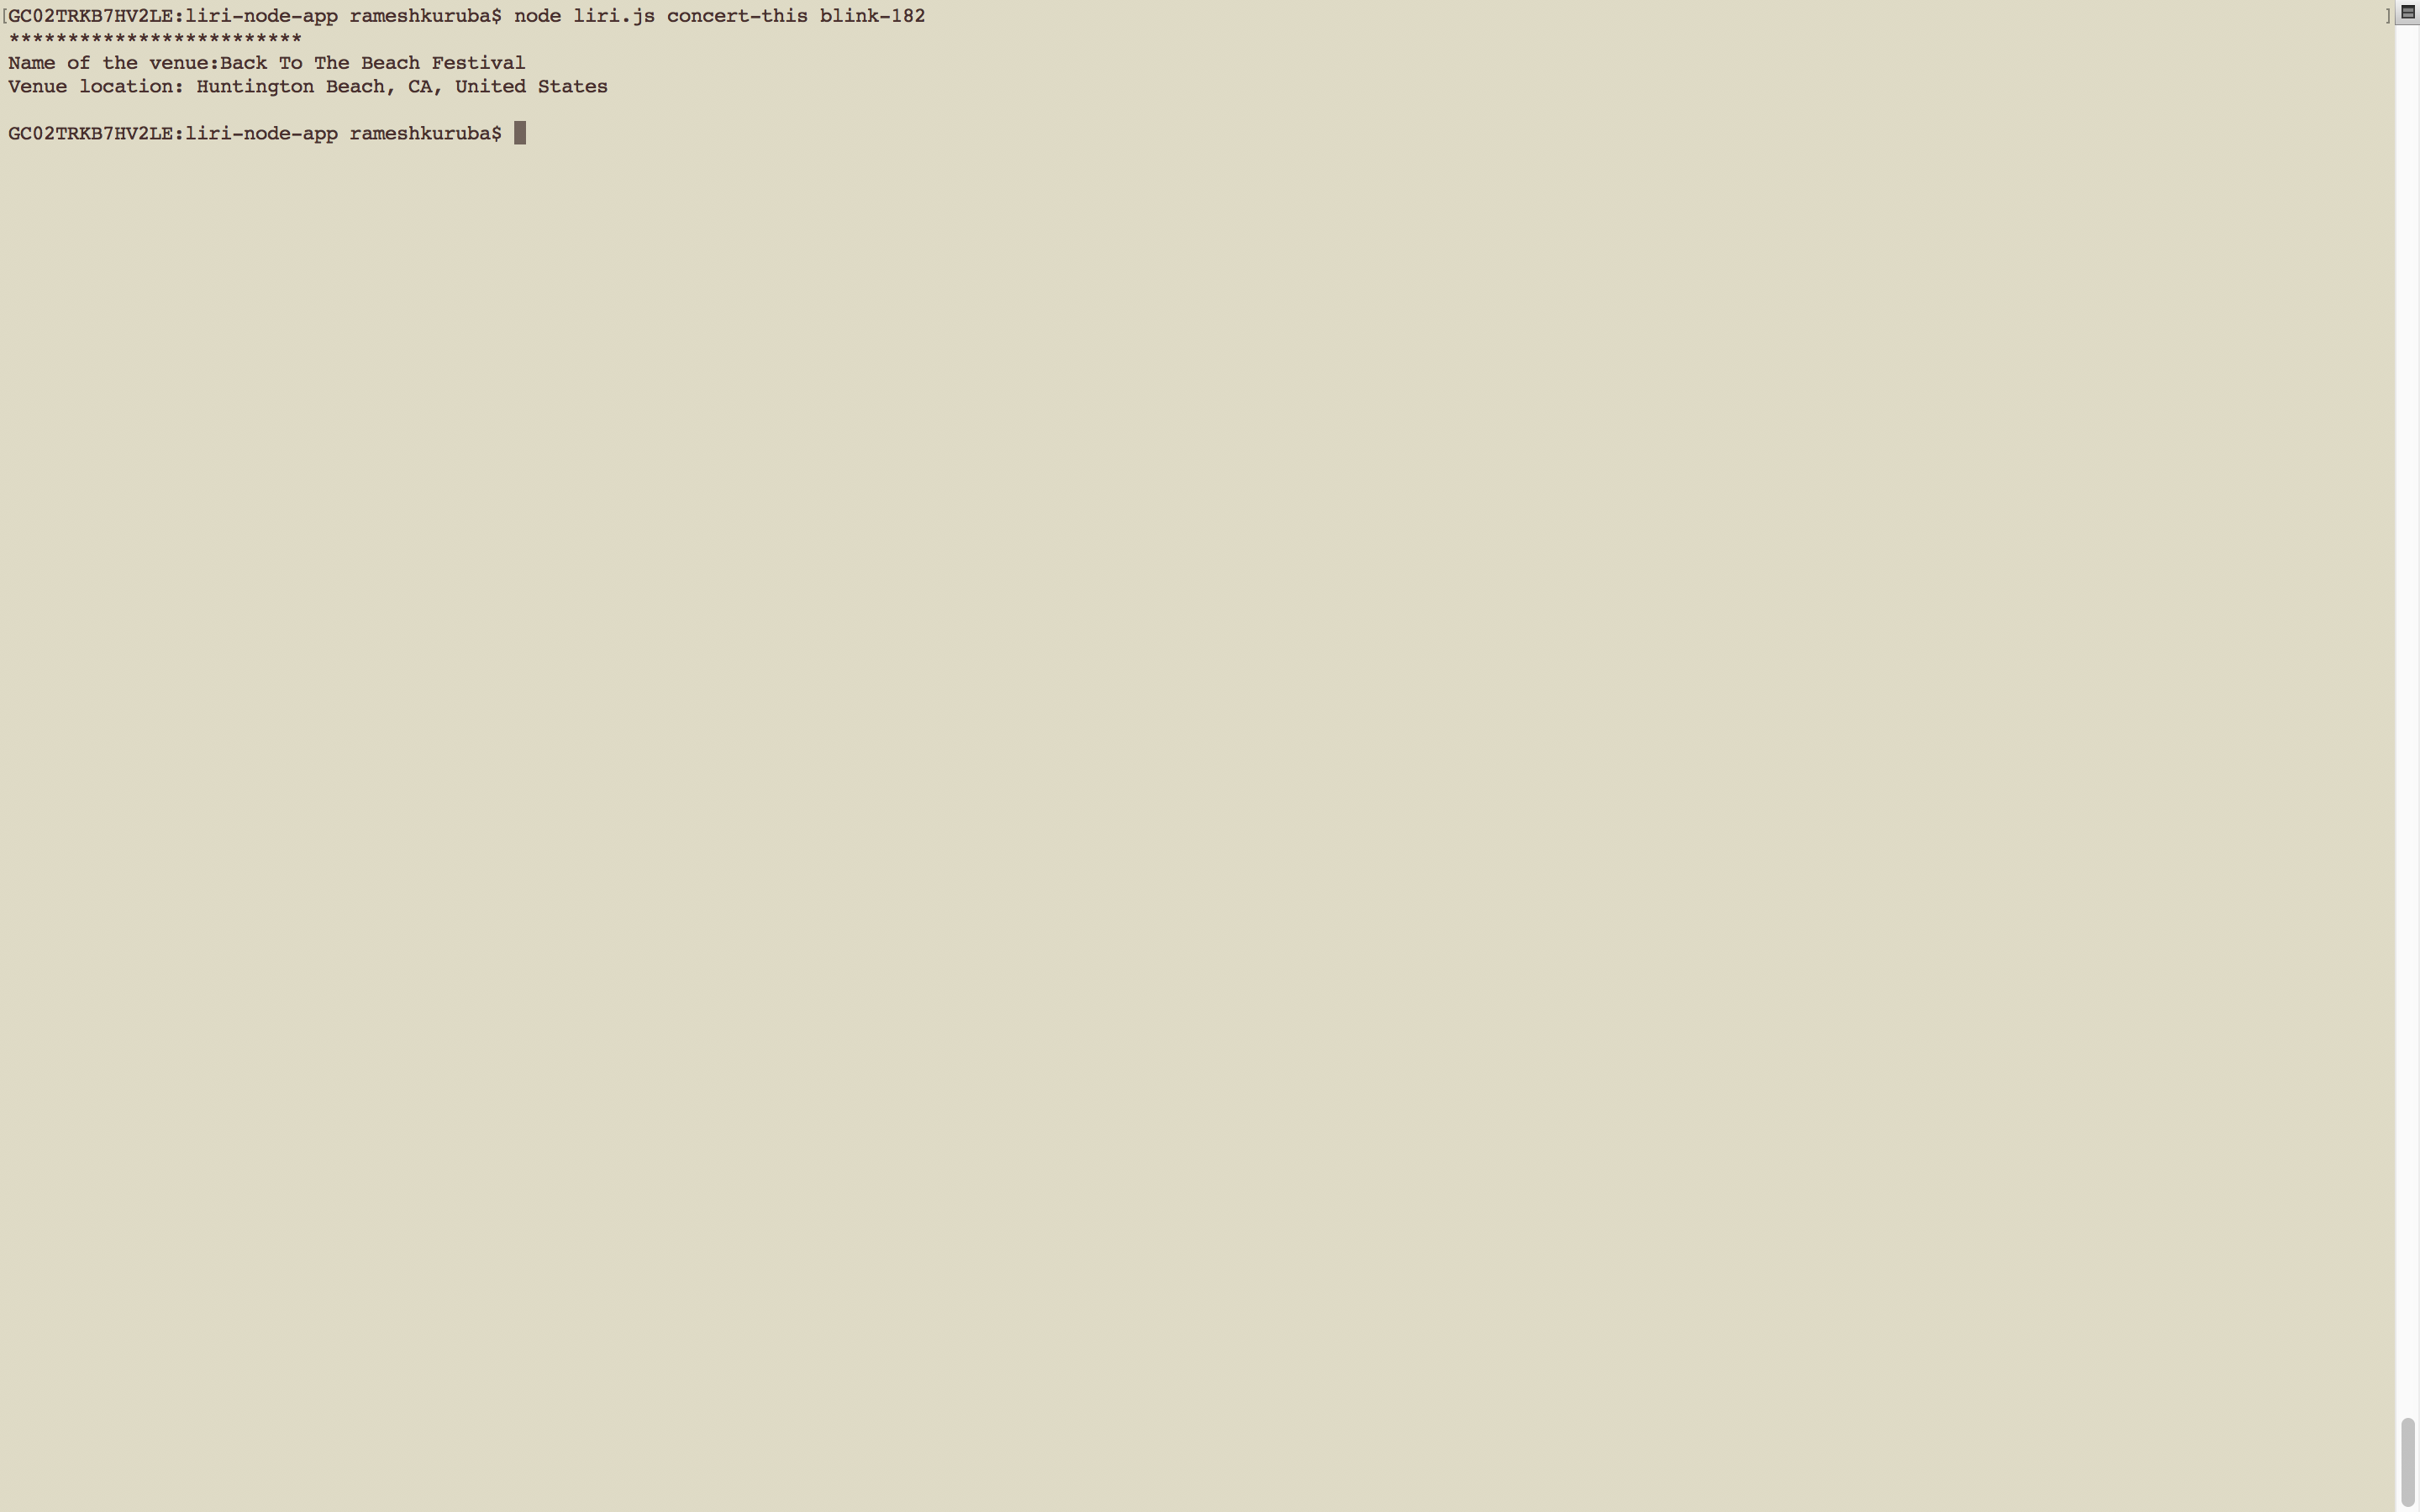 [GC02TRKB7HV2LE:liri-node-app rameshkuruba$ node liri.js concert-this blink-182 ]
*************************
Name of the venue:Back To The Beach Festival
Venue location: Huntington Beach, CA, United States
GC02TRKB7HV2LE:liri-node-app rameshkuruba$